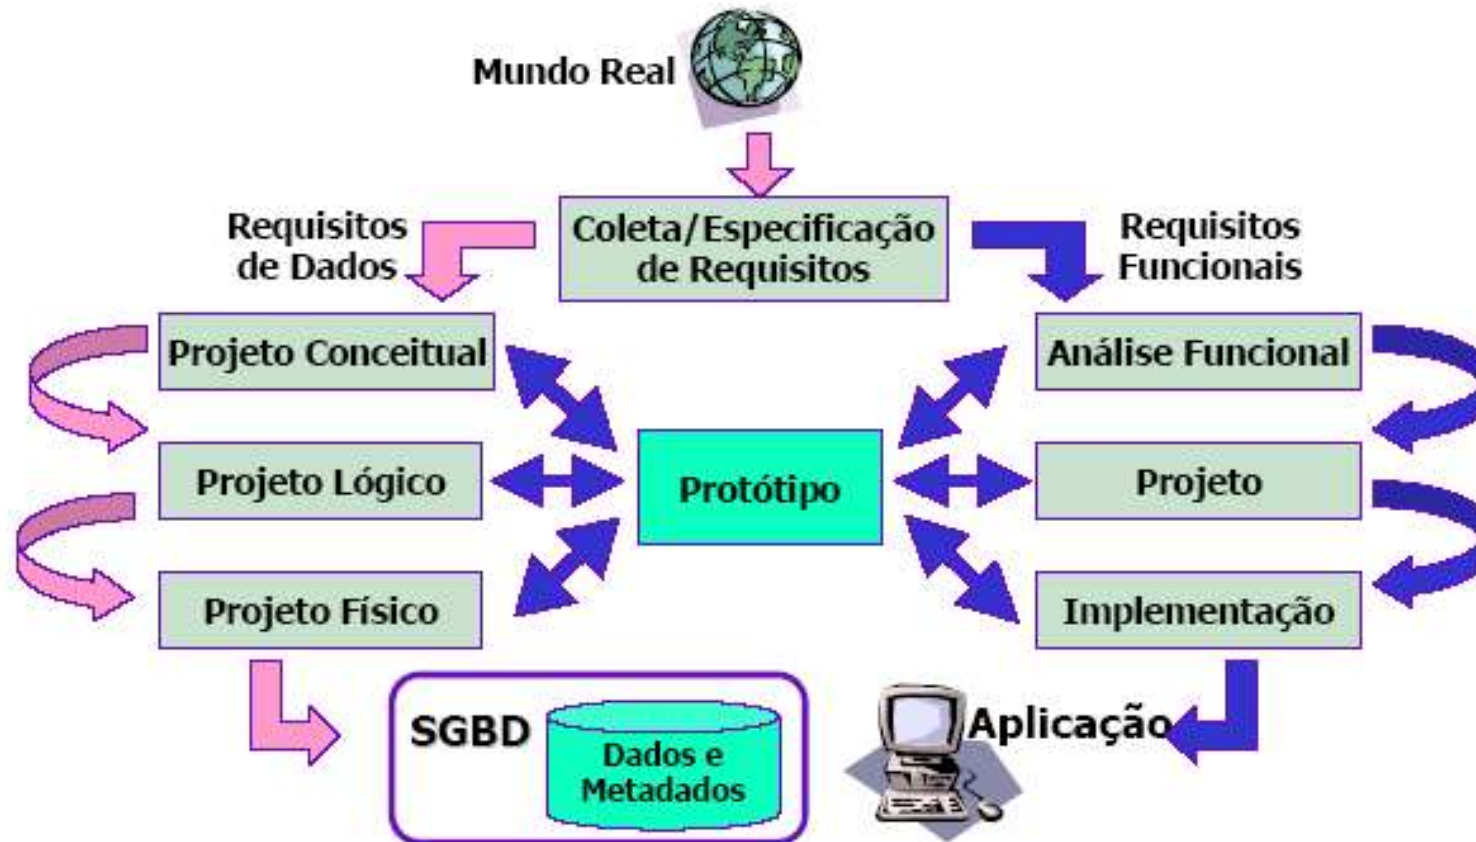 Mundo Real
Requisitos
de Dados
Coleta/Especificação
de Requisitos
Requisitos
Funcionais
Projeto Conceitual
Análise Funcional
Projeto Lógico
Protótipo
Projeto
Projeto Físico
Implementação
SGBD
Dados e
Metadados
Aplicação